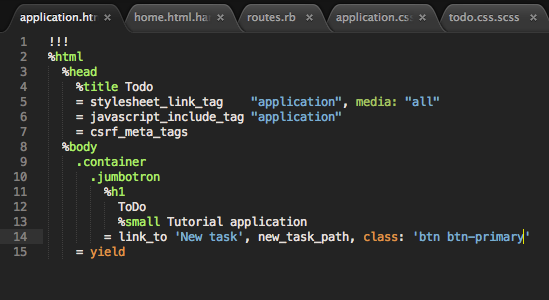 application.htm home.html.ha routes.rb application.css todo.css.scss
1 !!!
2 %html
3 %head
4 %title Todo
5 = stylesheet_link_tag "application", media: "all"
6 = javascript_include_tag "application"
7 = csrf_meta_tags
8 %body
9 .container
10 .jumbotron
11 %h1
12 ToDo
13 %small Tutorial application
14 = link_to 'New task', new_task_path, class: 'btn btn-primary'
15 = yield